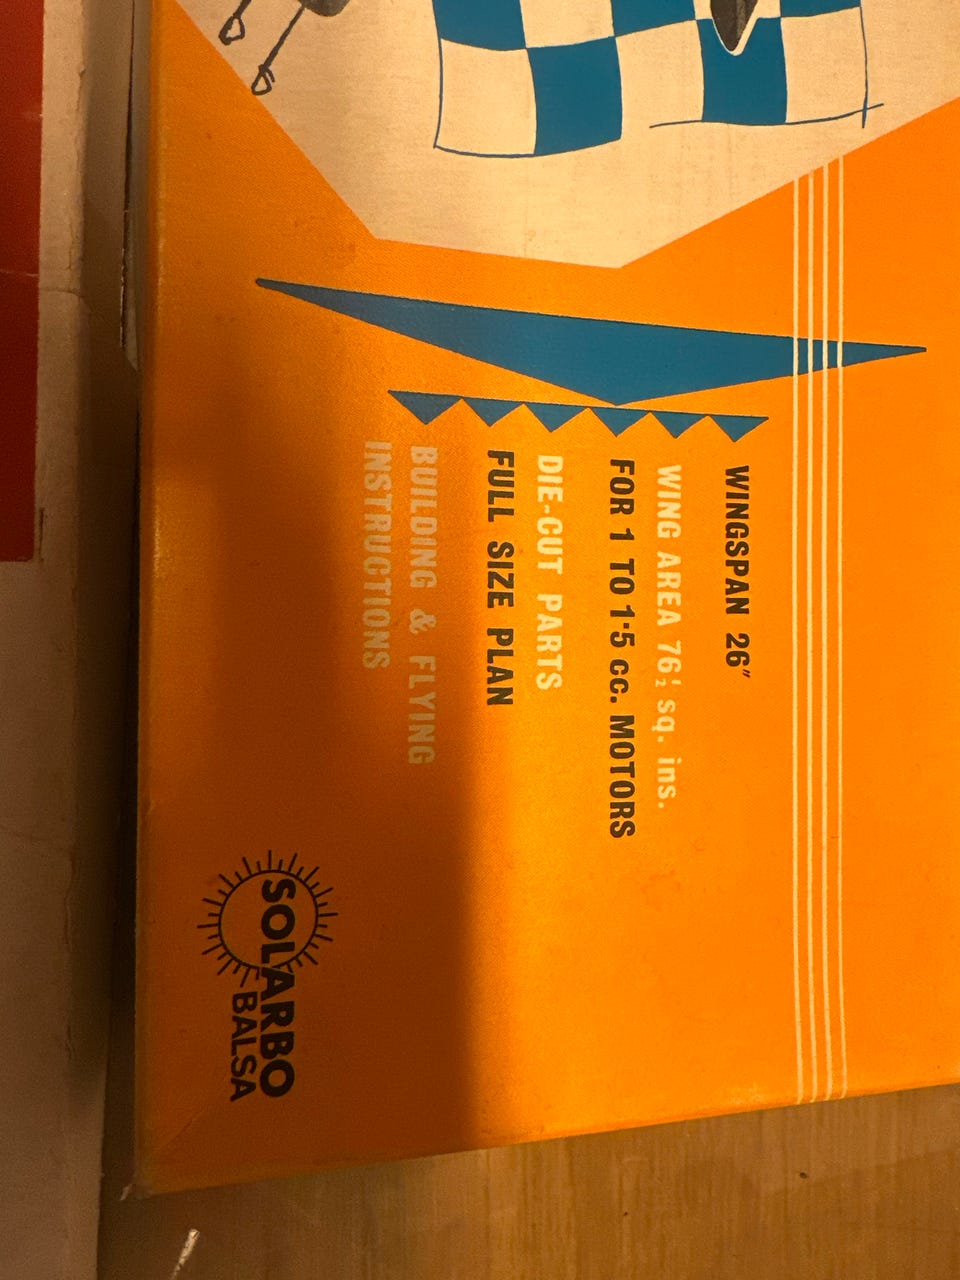 WINGSPAN 26"
WING AREA 76½ sq. ins.
FOR 1 TO 1·5 cc. MOTORS
DIE-CUT PARTS
FULL SIZE PLAN
BUILDING & FLYING
INSTRUCTIONS
SOLARBO
BALSA